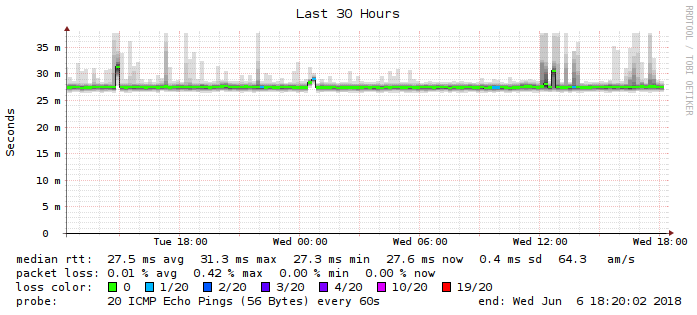 Last 30 Hours
RRDTOOL / TOBI OETIKER
Seconds
35 m
30 m
25 m
20 m
15 m
10 m
5 m
0
Tue 18:00 Wed 00:00 Wed 06:00 Wed 12:00 Wed 18:00
median rtt: 27.5 ms avg 31.3 ms max 27.3 ms min 27.6 ms now 0.4 ms sd 64.3 am/s
packet loss: 0.01 % avg 0.42 % max 0.00 % min 0.00 % now
loss color: 0 1/20 2/20 3/20 4/20 10/20 19/20
probe: 20 ICMP Echo Pings (56 Bytes) every 60s end: Wed Jun 6 18:20:02 2018